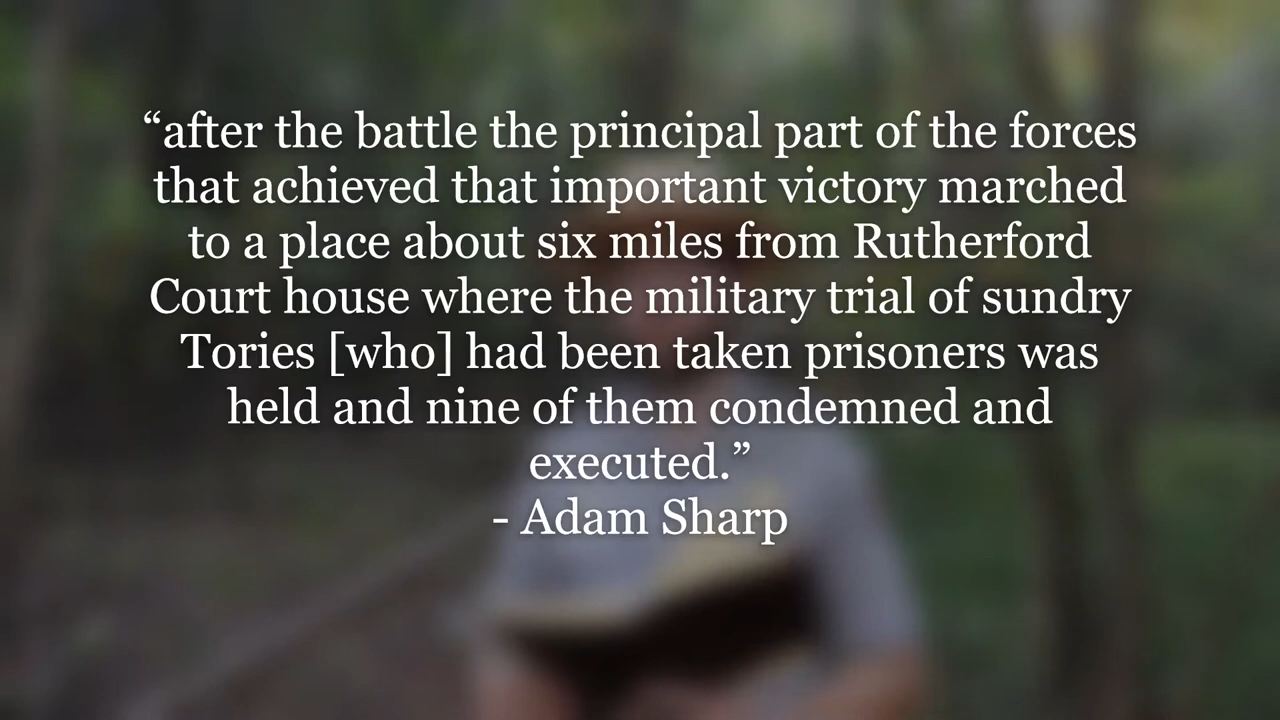 “after the battle the principal part of the forces
that achieved that important victory marched
to a place about six miles from Rutherford
Court house where the military trial of sundry
Tories [who] had been taken prisoners was
held and nine of them condemned and
executed.”
- Adam Sharp